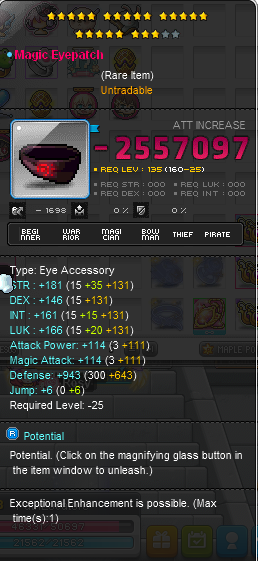 Magic Eyepatch
(Rare Item)
Untradable
ATT INCREASE
-2557097
REQ LEV : 135 (160-25)
REQ STR : 000 REQ LUK : 000
REQ DEX : 000 REQ INT : 000
- 1698 0 % 0 %
BEGINNER WARRIOR MAGICIAN BOWMAN THIEF PIRATE
Type: Eye Accessory
STR : +181 (15 +35 +131)
DEX : +146 (15 +131)
INT : +161 (15 +15 +131)
LUK : +166 (15 +20 +131)
Attack Power: +114 (3 +111)
Magic Attack: +114 (3 +111)
Defense: +943 (300 +643)
Jump: +6 (0 +6)
Required Level: -25
R Potential
Potential. (Click on the magnifying glass button in
the item window to unleash.)
Exceptional Enhancement is possible. (Max
time(s):1)